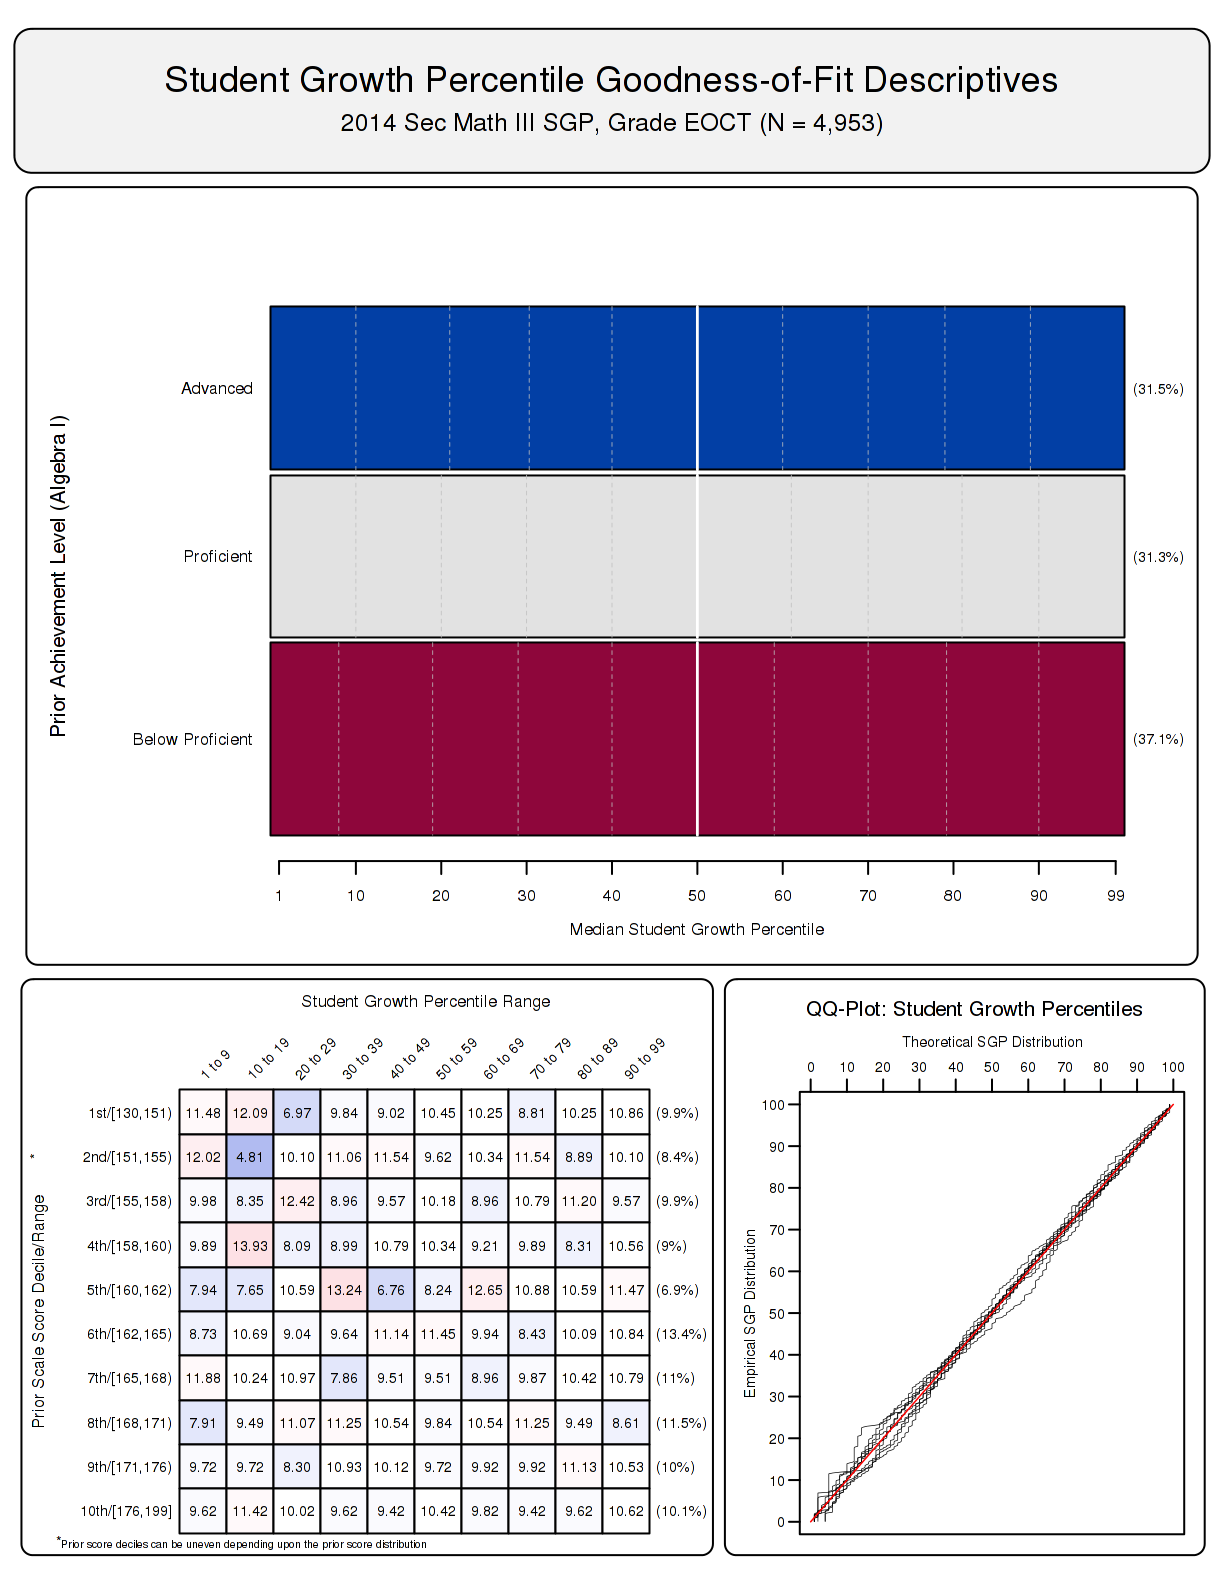 Student Growth Percentile Goodness-of-Fit Descriptives
2014 Sec Math III SGP, Grade EOCT (N = 4,953)
Prior Achievement Level (Algebra I)
Advanced
(31.5%)
Proficient
(31.3%)
Below Proficient
(37.1%)
1 10 20 30 40 50 60 70 80 90 99
Median Student Growth Percentile
Student Growth Percentile Range
1 to 9 10 to 19 20 to 29 30 to 39 40 to 49 50 to 59 60 to 69 70 to 79 80 to 89 90 to 99
Prior Scale Score Decile/Range *
1st/[130,151) 11.48 12.09 6.97 9.84 9.02 10.45 10.25 8.81 10.25 10.86 (9.9%)
2nd/[151,155) 12.02 4.81 10.10 11.06 11.54 9.62 10.34 11.54 8.89 10.10 (8.4%)
3rd/[155,158) 9.98 8.35 12.42 8.96 9.57 10.18 8.96 10.79 11.20 9.57 (9.9%)
4th/[158,160) 9.89 13.93 8.09 8.99 10.79 10.34 9.21 9.89 8.31 10.56 (9%)
5th/[160,162) 7.94 7.65 10.59 13.24 6.76 8.24 12.65 10.88 10.59 11.47 (6.9%)
6th/[162,165) 8.73 10.69 9.04 9.64 11.14 11.45 9.94 8.43 10.09 10.84 (13.4%)
7th/[165,168) 11.88 10.24 10.97 7.86 9.51 9.51 8.96 9.87 10.42 10.79 (11%)
8th/[168,171) 7.91 9.49 11.07 11.25 10.54 9.84 10.54 11.25 9.49 8.61 (11.5%)
9th/[171,176) 9.72 9.72 8.30 10.93 10.12 9.72 9.92 9.92 11.13 10.53 (10%)
10th/[176,199] 9.62 11.42 10.02 9.62 9.42 10.42 9.82 9.42 9.62 10.62 (10.1%)
*Prior score deciles can be uneven depending upon the prior score distribution
QQ-Plot: Student Growth Percentiles
Theoretical SGP Distribution
0 10 20 30 40 50 60 70 80 90 100
Empirical SGP Distribution
100
90
80
70
60
50
40
30
20
10
0